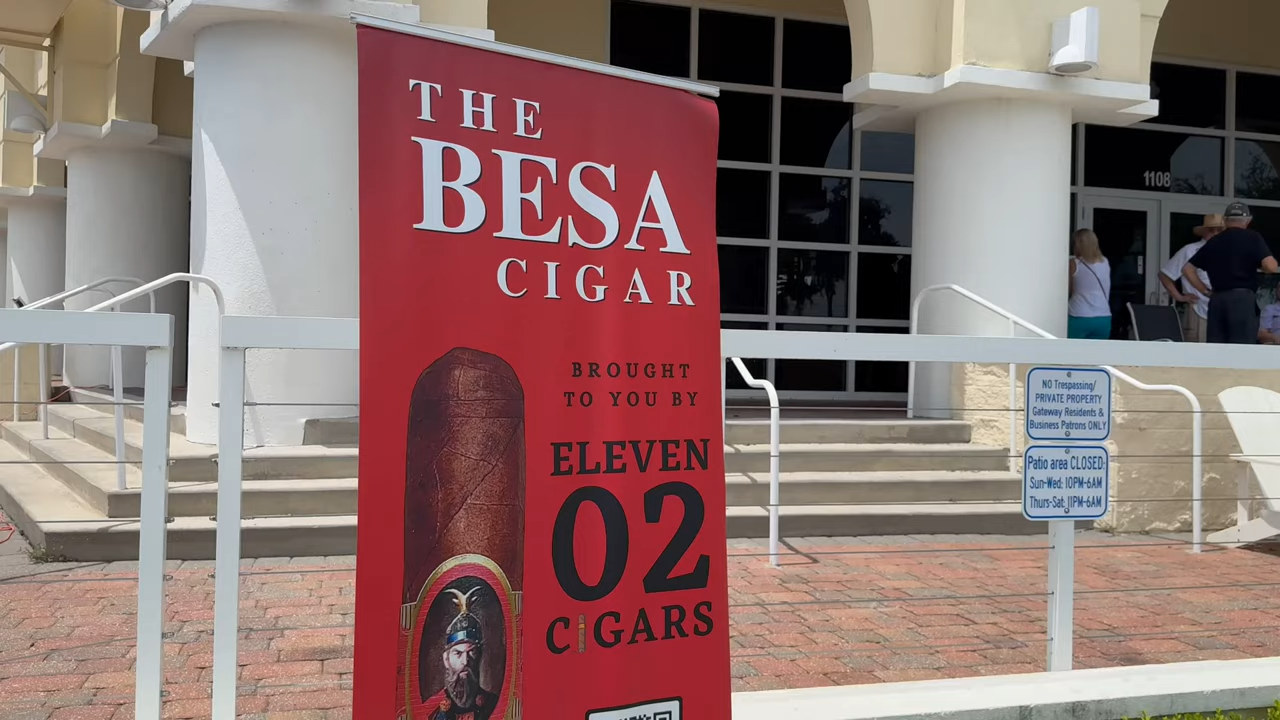 THE
BESA
CIGAR
BROUGHT
TO YOU BY
ELEVEN
02
CIGARS
1108
NO Trespassing/
PRIVATE PROPERTY
Gateway Residents &
Business Patrons ONLY
Patio area CLOSED:
Sun-Wed: 10PM-6AM
Thurs-Sat: 11PM-6AM